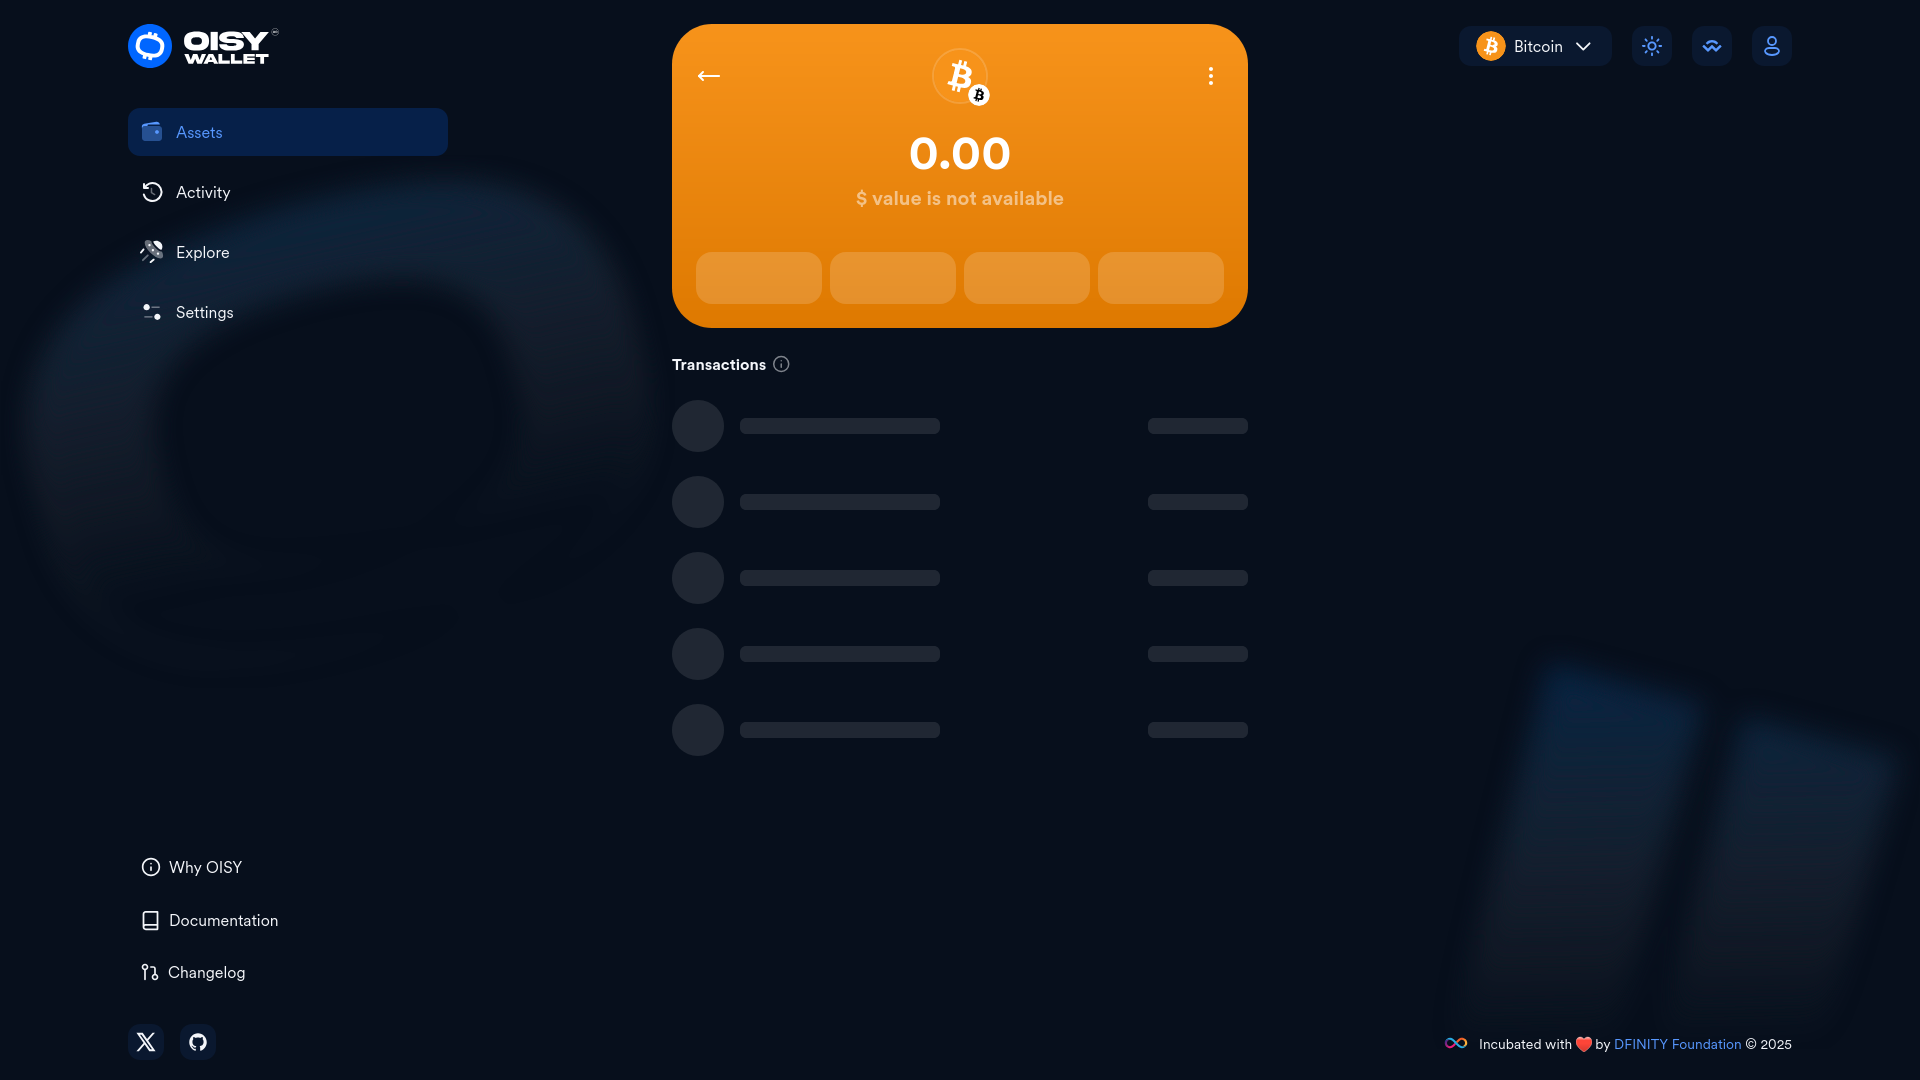 OISY
WALLET
Bitcoin
Assets
Activity
Explore
Settings
0.00
$ value is not available
Transactions
Why OISY
Documentation
Changelog
Incubated with ❤️ by DFINITY Foundation © 2025